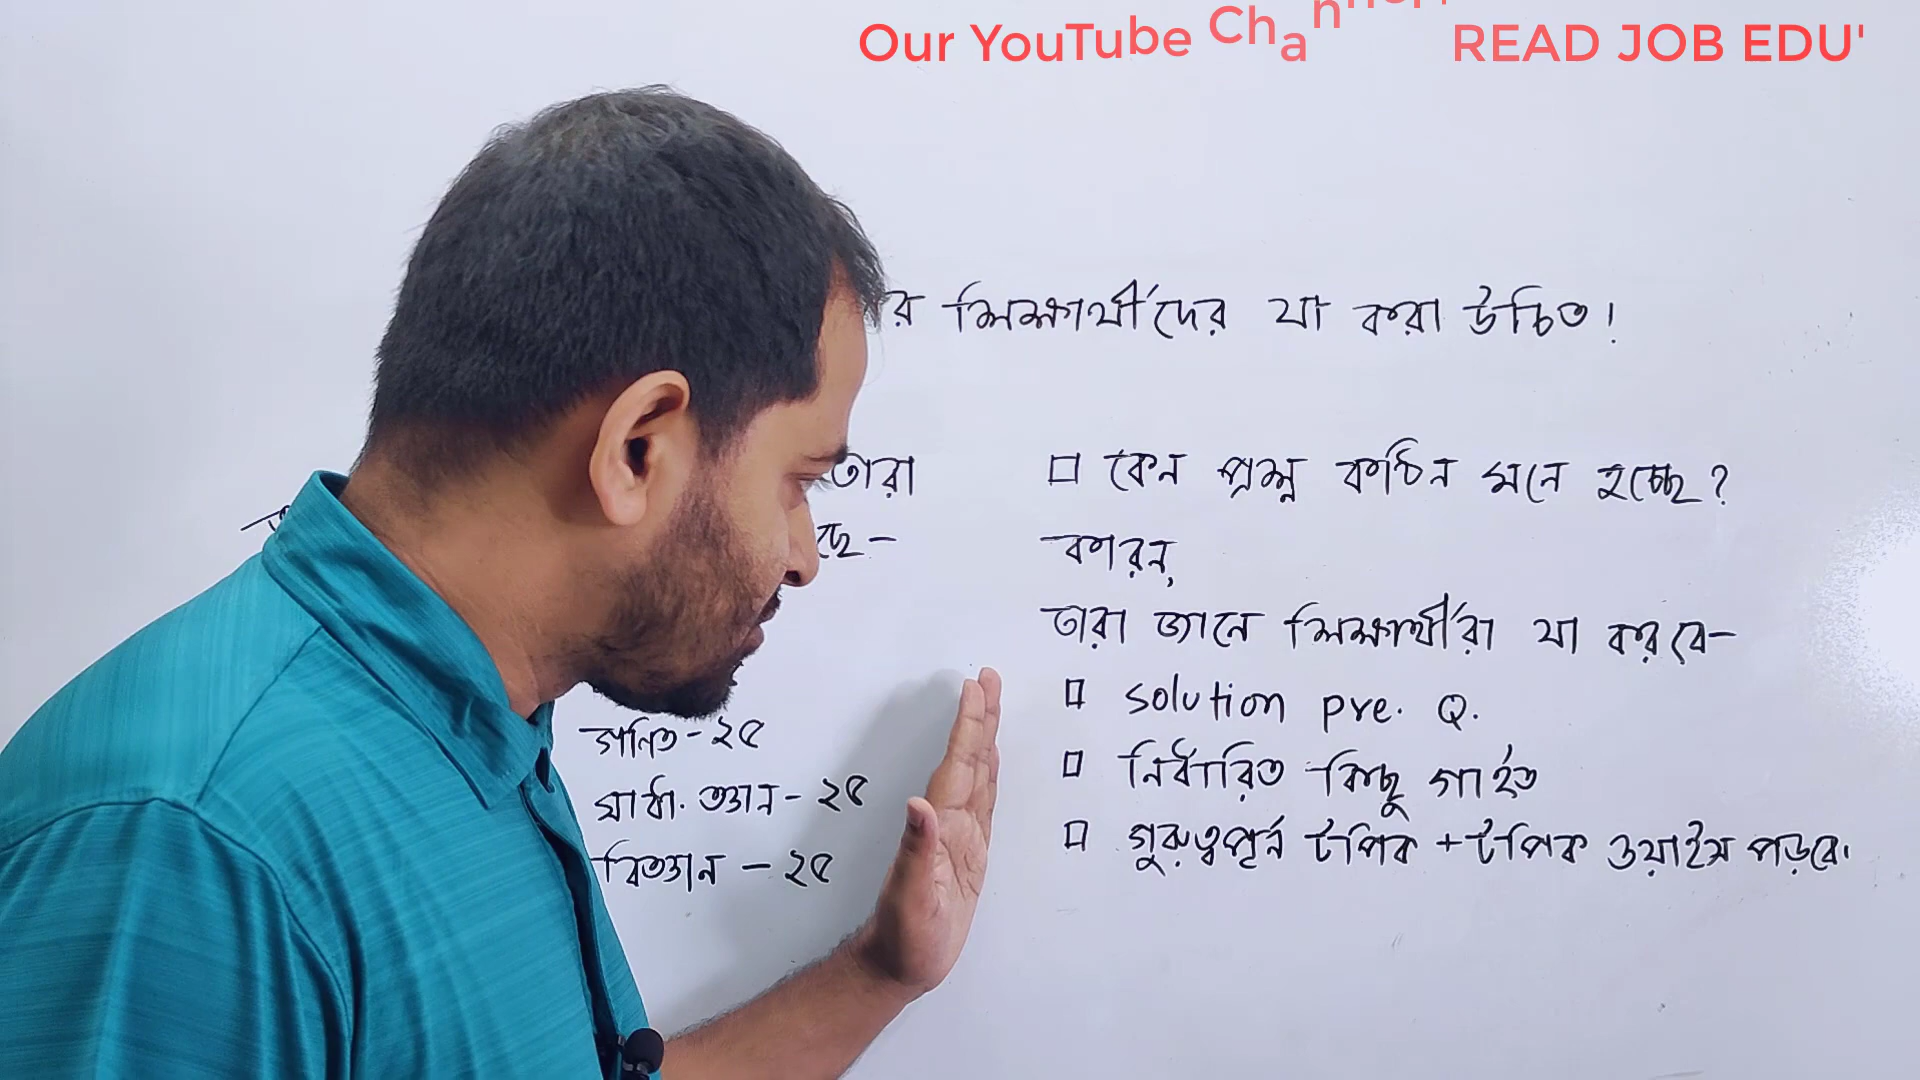 Our YouTube Channel READ JOB EDU'
র শিক্ষার্থীদের যা করা উচিত!
তারা
ছে-
গনিত - ২৫
সাধা. জ্ঞান - ২৫
বিজ্ঞান - ২৫
□ কেন প্রশ্ন কঠিন মনে হচ্ছে?
কারন,
তারা জানে শিক্ষার্থীরা যা করবে-
□ solution pre. Q.
□ নির্ধারিত কিছু গাইড
□ গুরুত্বপূর্ন টপিক + টপিক ওয়াইস পড়বে।